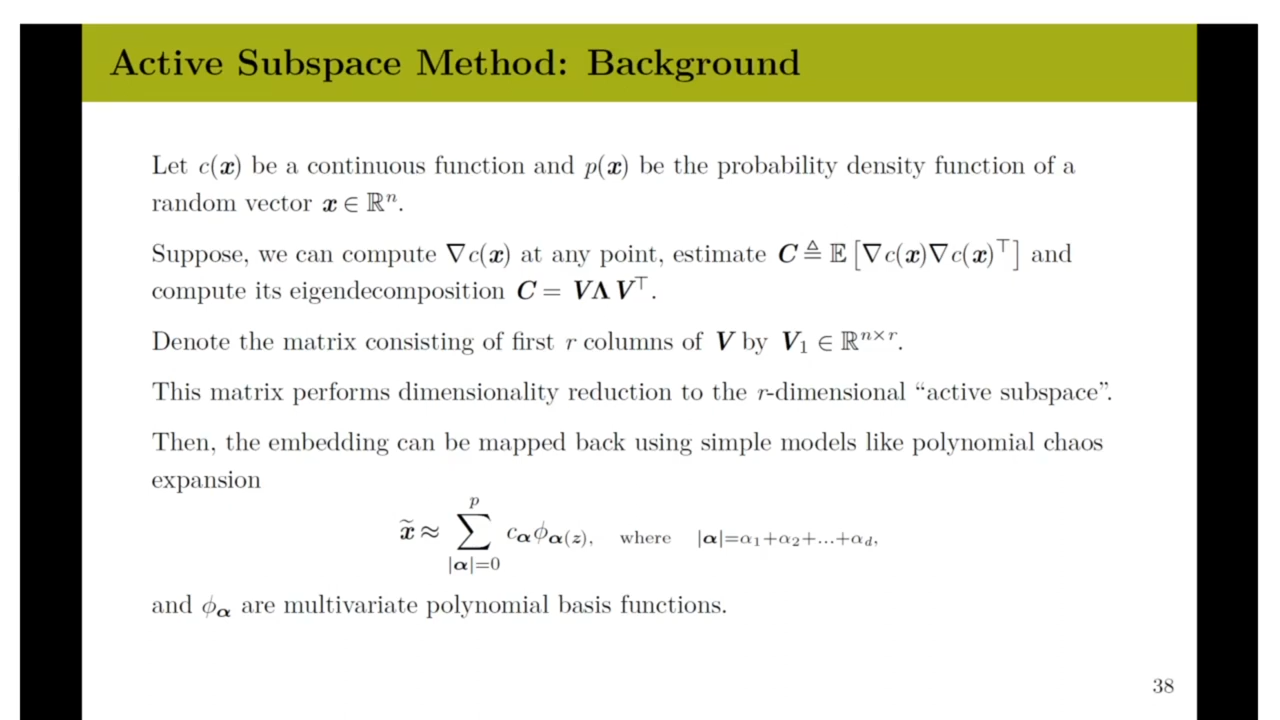 Active Subspace Method: Background
Let c(𝒙) be a continuous function and p(𝒙) be the probability density function of a
random vector 𝒙 ∈ ℝⁿ.
Suppose, we can compute ∇c(𝒙) at any point, estimate 𝑪 ≜ 𝔼 [∇c(𝒙)∇c(𝒙)^⊤] and
compute its eigendecomposition 𝑪 = 𝑽𝚲𝑽^⊤.
Denote the matrix consisting of first r columns of 𝑽 by 𝑽₁ ∈ ℝ^{n×r}.
This matrix performs dimensionality reduction to the r-dimensional “active subspace”.
Then, the embedding can be mapped back using simple models like polynomial chaos
expansion
𝒙̃ ≈ ∑_{|𝜶|=0}^{p} c_𝜶 ϕ_{𝜶(𝒛)}, where |𝜶|=α₁+α₂+...+α_d,
and ϕ_𝜶 are multivariate polynomial basis functions.
38